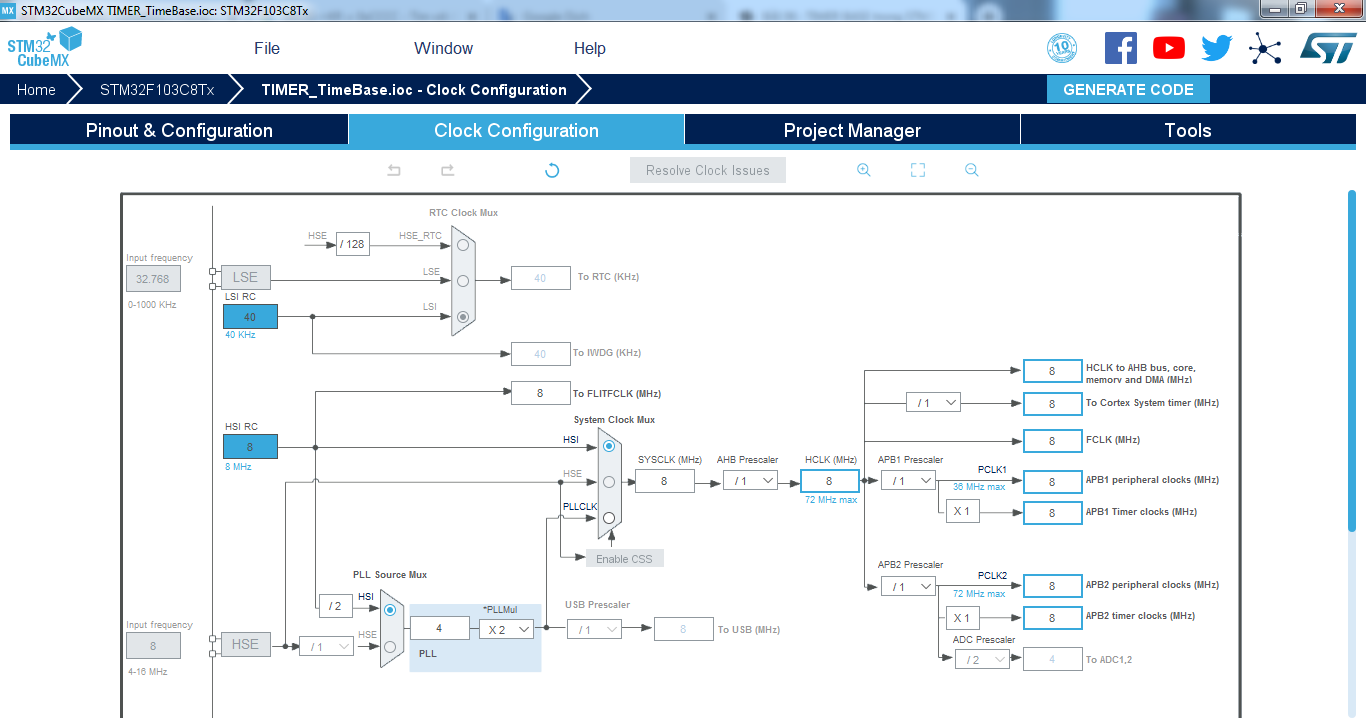 MX STM32CubeMX TIMER_TimeBase.ioc: STM32F103C8Tx
STM32
CubeMX
File Window Help
10
Home STM32F103C8Tx TIMER_TimeBase.ioc - Clock Configuration GENERATE CODE
Pinout & Configuration Clock Configuration Project Manager Tools
Resolve Clock Issues
RTC Clock Mux
HSE / 128 HSE_RTC
Input frequency
32.768
0-1000 KHz
LSE LSE 40 To RTC (KHz)
LSI RC
40
40 KHz
LSI
40 To IWDG (KHz)
8 To FLITFCLK (MHz)
HSI RC
8
8 MHz
System Clock Mux
HSI
HSE
PLLCLK
Enable CSS
SYSCLK (MHz)
8
AHB Prescaler
/ 1
HCLK (MHz)
8
72 MHz max
8 HCLK to AHB bus, core,
memory and DMA (MHz)
/ 1 8 To Cortex System timer (MHz)
8 FCLK (MHz)
APB1 Prescaler
/ 1
PCLK1
36 MHz max
8 APB1 peripheral clocks (MHz)
X 1 8 APB1 Timer clocks (MHz)
APB2 Prescaler
/ 1
PCLK2
72 MHz max
8 APB2 peripheral clocks (MHz)
X 1 8 APB2 timer clocks (MHz)
ADC Prescaler
/ 2 4 To ADC1,2
PLL Source Mux
/ 2 HSI
Input frequency
8
4-16 MHz
HSE / 1 HSE
4
*PLLMul
X 2
PLL
USB Prescaler
/ 1 8 To USB (MHz)